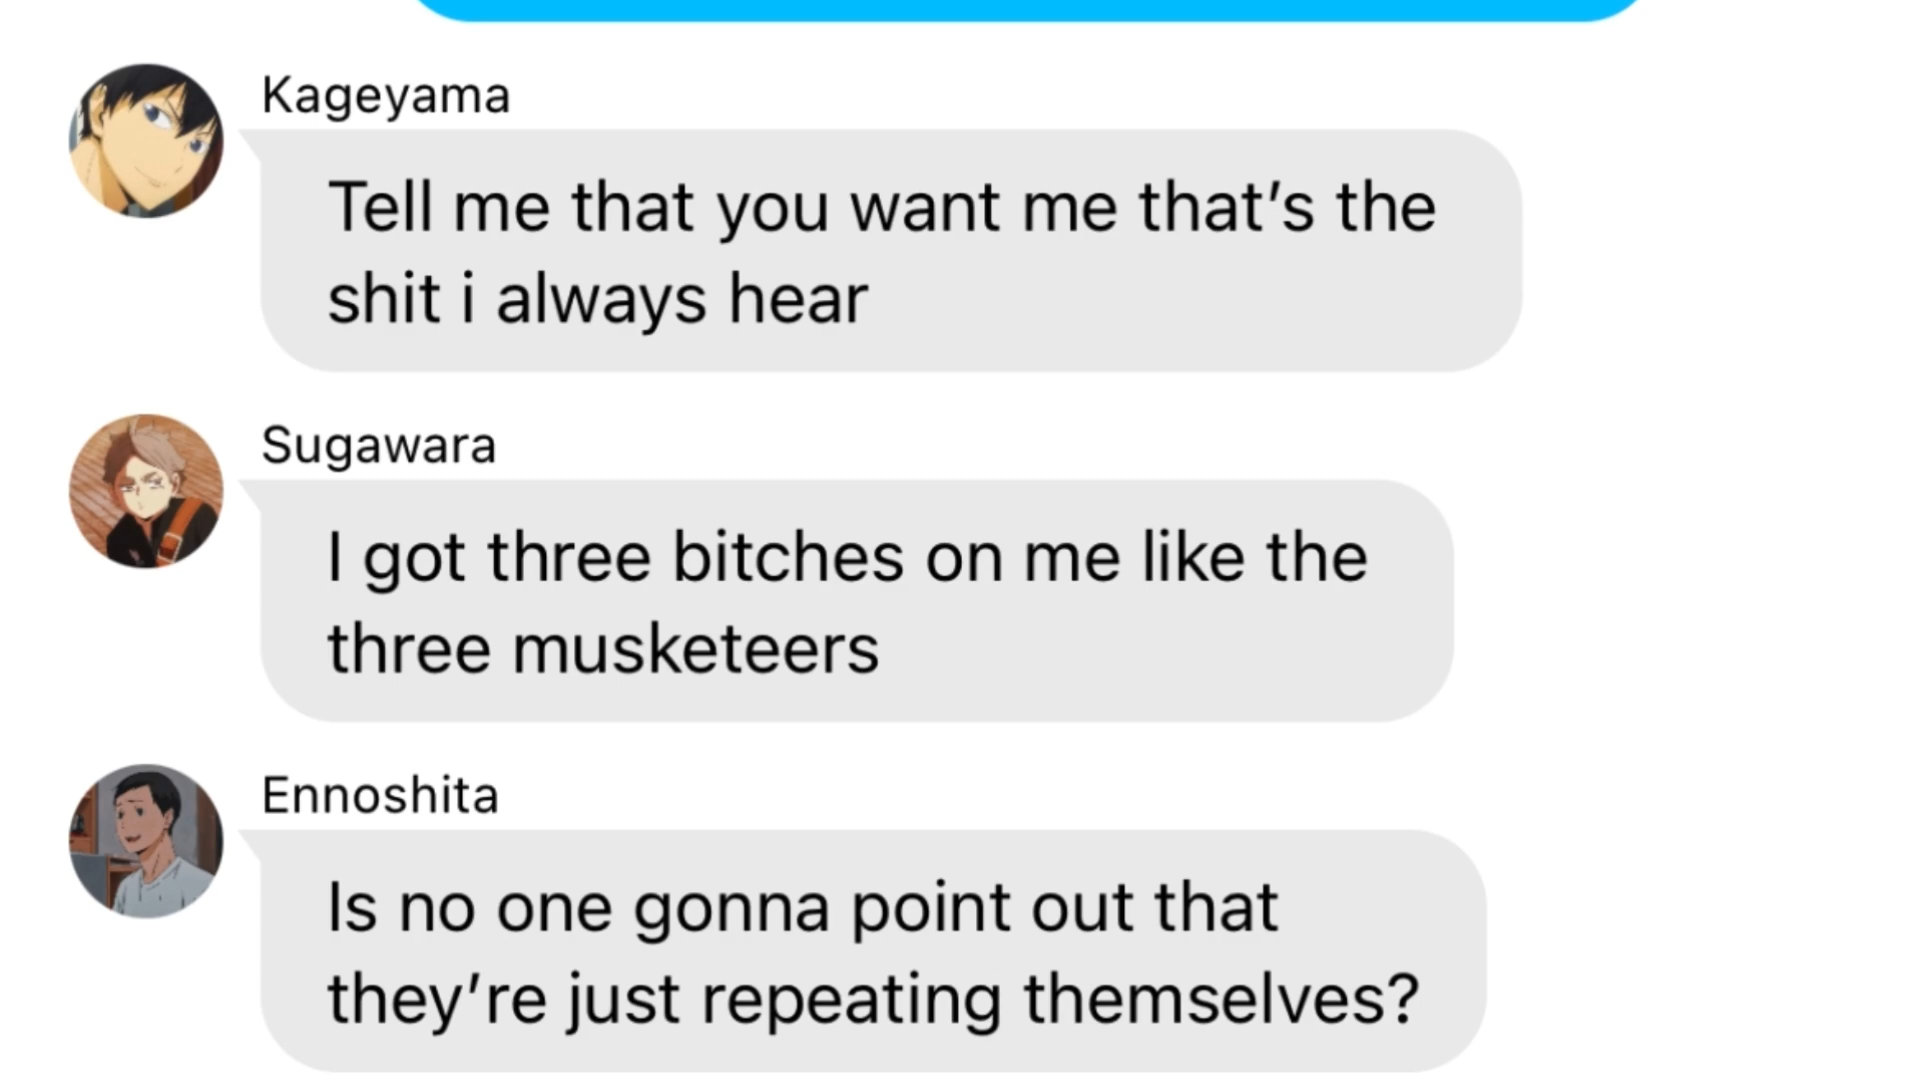 Kageyama
Tell me that you want me that’s the
shit i always hear
Sugawara
I got three bitches on me like the
three musketeers
Ennoshita
Is no one gonna point out that
they’re just repeating themselves?